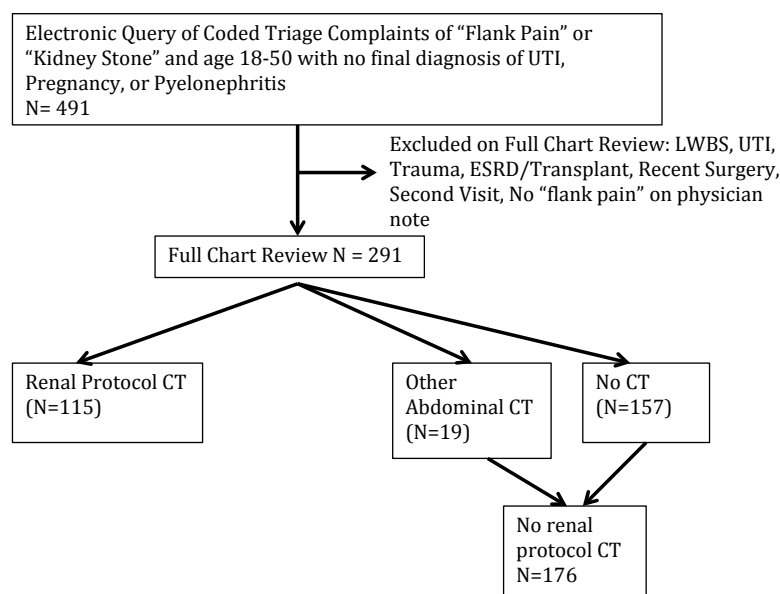 Electronic Query of Coded Triage Complaints of “Flank Pain” or
“Kidney Stone” and age 18-50 with no final diagnosis of UTI,
Pregnancy, or Pyelonephritis
N= 491
Excluded on Full Chart Review: LWBS, UTI,
Trauma, ESRD/Transplant, Recent Surgery,
Second Visit, No “flank pain” on physician
note
Full Chart Review N = 291
Renal Protocol CT
(N=115)
Other
Abdominal CT
(N=19)
No CT
(N=157)
No renal
protocol CT
N=176